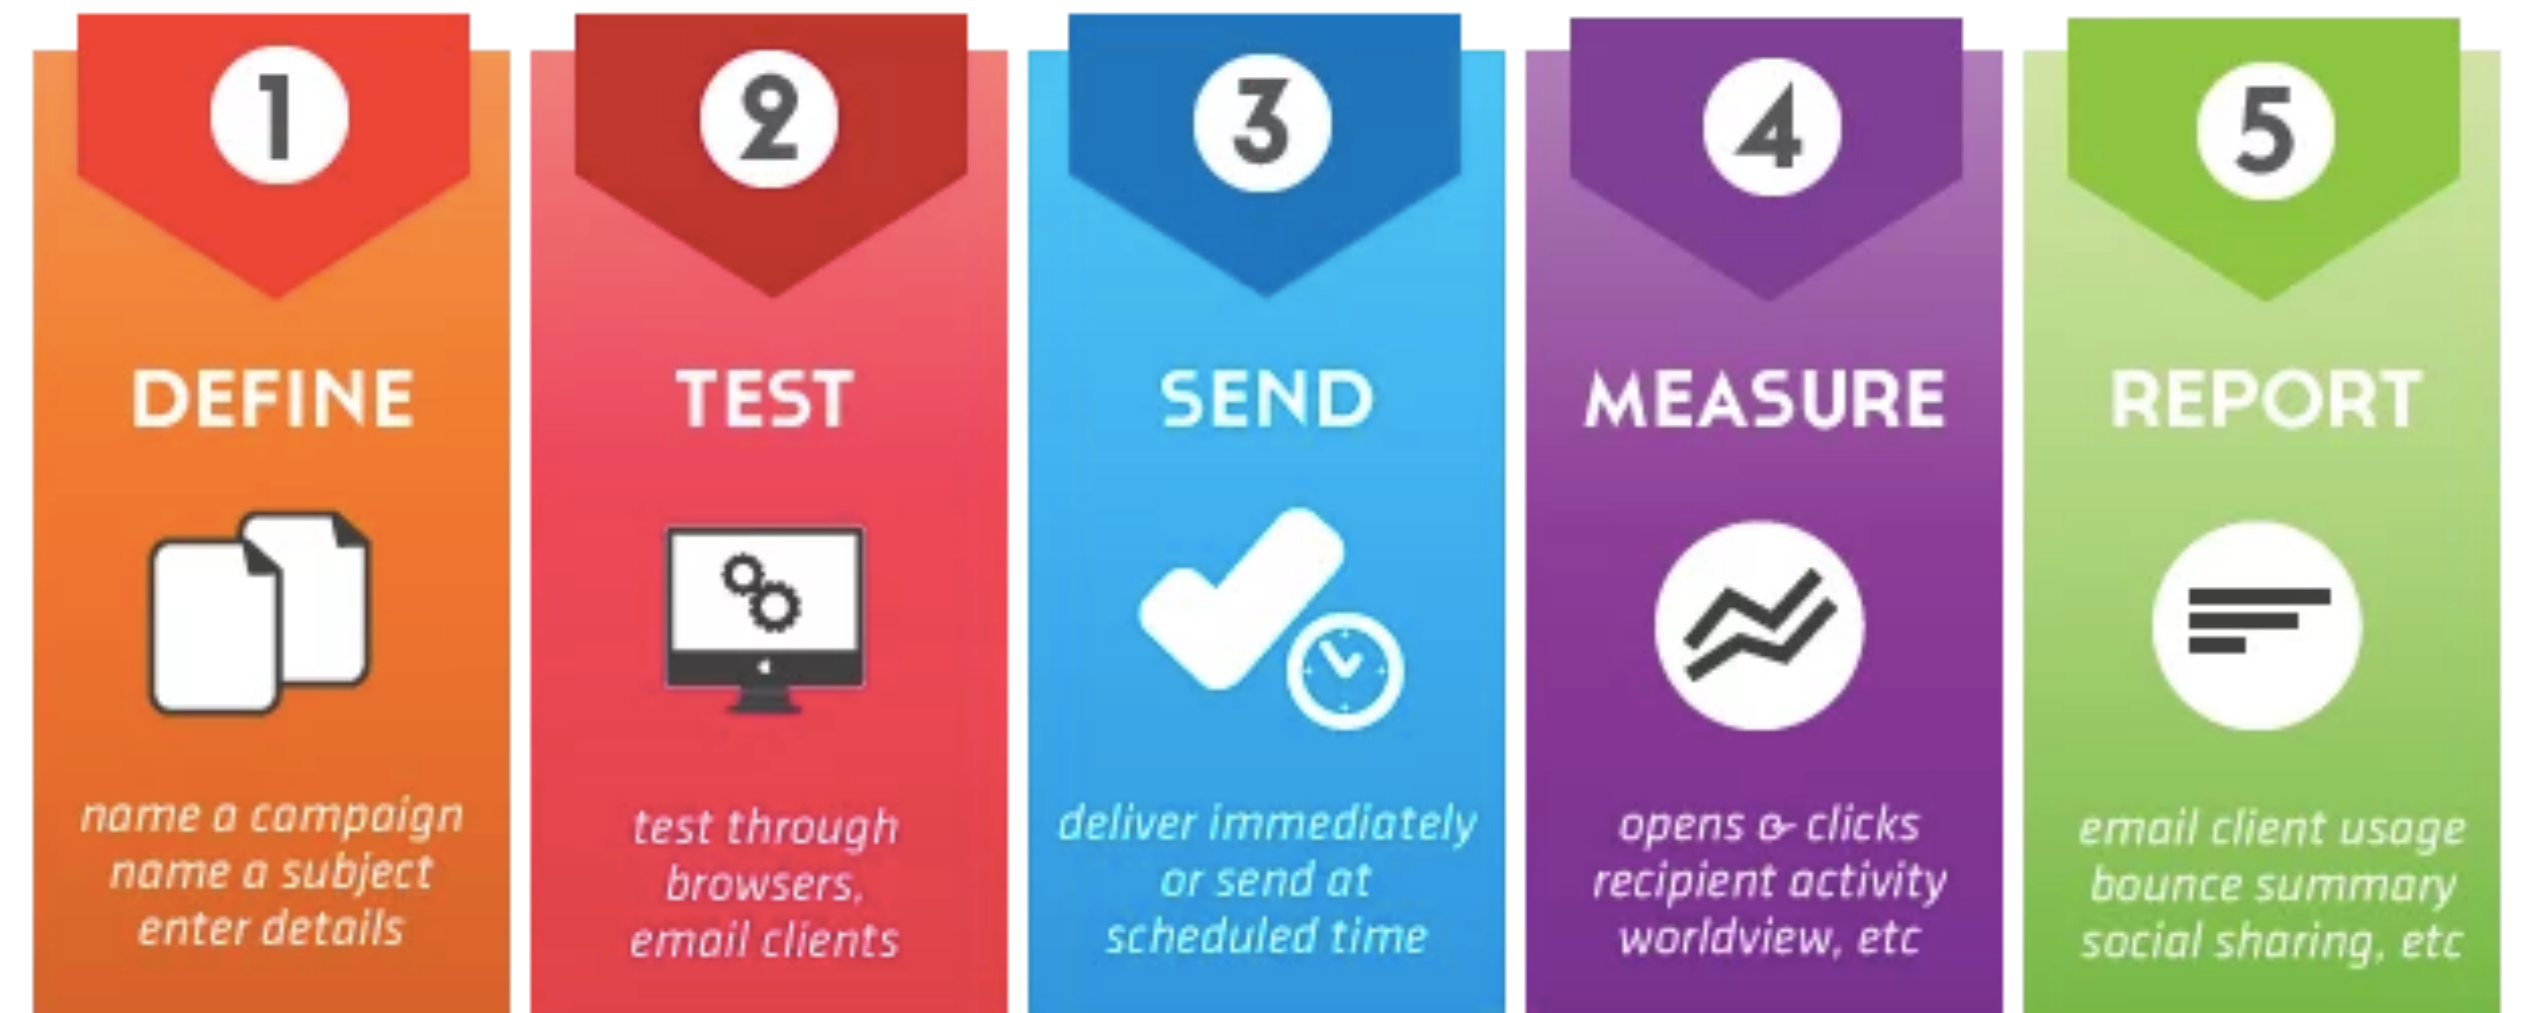 1
DEFINE
name a campaign
name a subject
enter details
2
TEST
test through
browsers,
email clients
3
SEND
deliver immediately
or send at
scheduled time
4
MEASURE
opens & clicks
recipient activity
worldview, etc
5
REPORT
email client usage
bounce summary
social sharing, etc